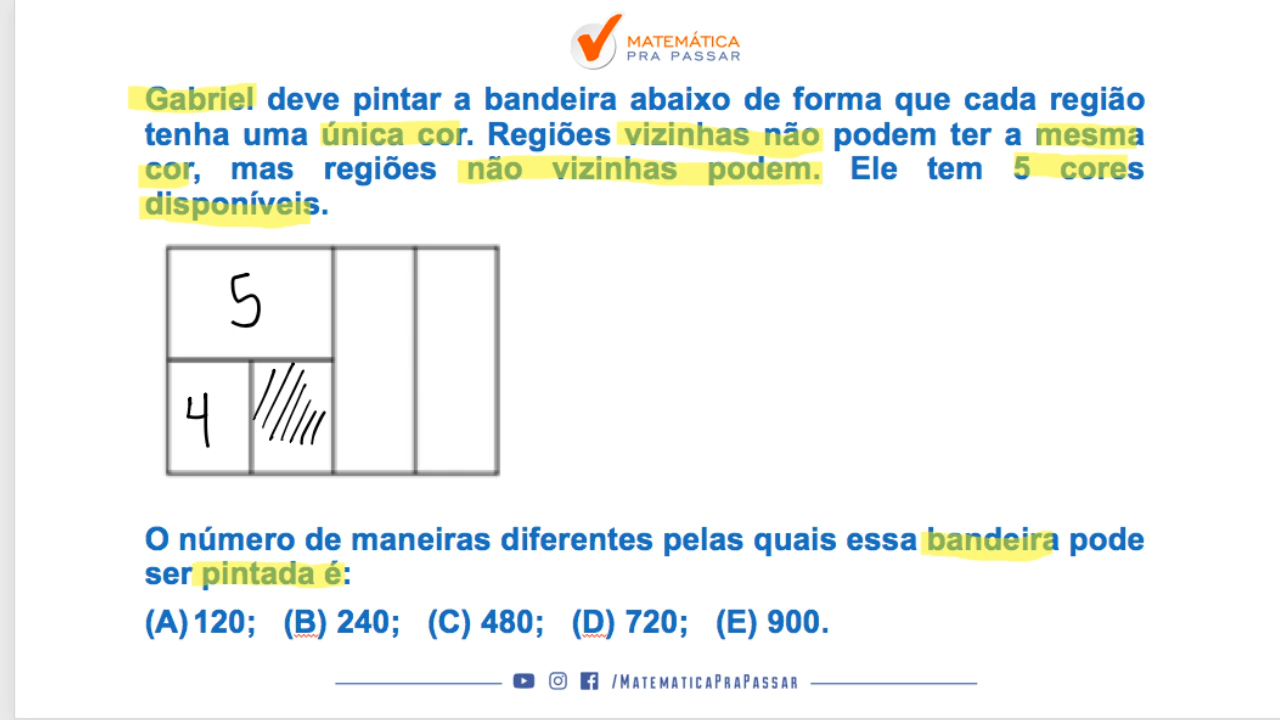 MATEMÁTICA
PRA PASSAR
Gabriel deve pintar a bandeira abaixo de forma que cada região
tenha uma única cor. Regiões vizinhas não podem ter a mesma
cor, mas regiões não vizinhas podem. Ele tem 5 cores
disponíveis.
5
4
O número de maneiras diferentes pelas quais essa bandeira pode
ser pintada é:
(A) 120; (B) 240; (C) 480; (D) 720; (E) 900.
/MATEMATICAPRAPASSAR